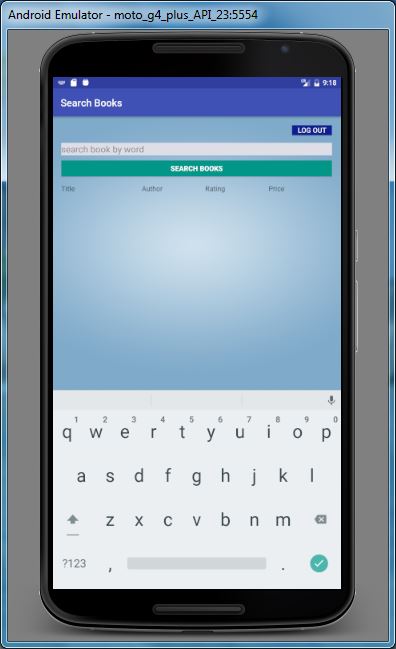 Android Emulator - moto_g4_plus_API_23:5554
9:18
Search Books
LOG OUT
search book by word
SEARCH BOOKS
Title Author Rating Price
1 2 3 4 5 6 7 8 9 0
q w e r t y u i o p
a s d f g h j k l
z x c v b n m
?123 , .